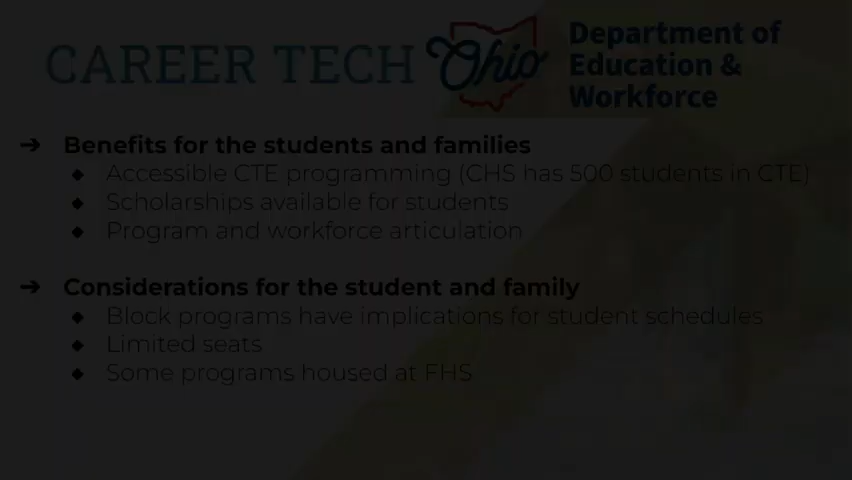 CAREER TECH
Ohio
Department of
Education &
Workforce
➔ Benefits for the students and families
◆ Accessible CTE programming (CHS has 500 students in CTE)
◆ Scholarships available for students
◆ Program and workforce articulation
➔ Considerations for the student and family
◆ Block programs have implications for student schedules
◆ Limited seats
◆ Some programs housed at FHS